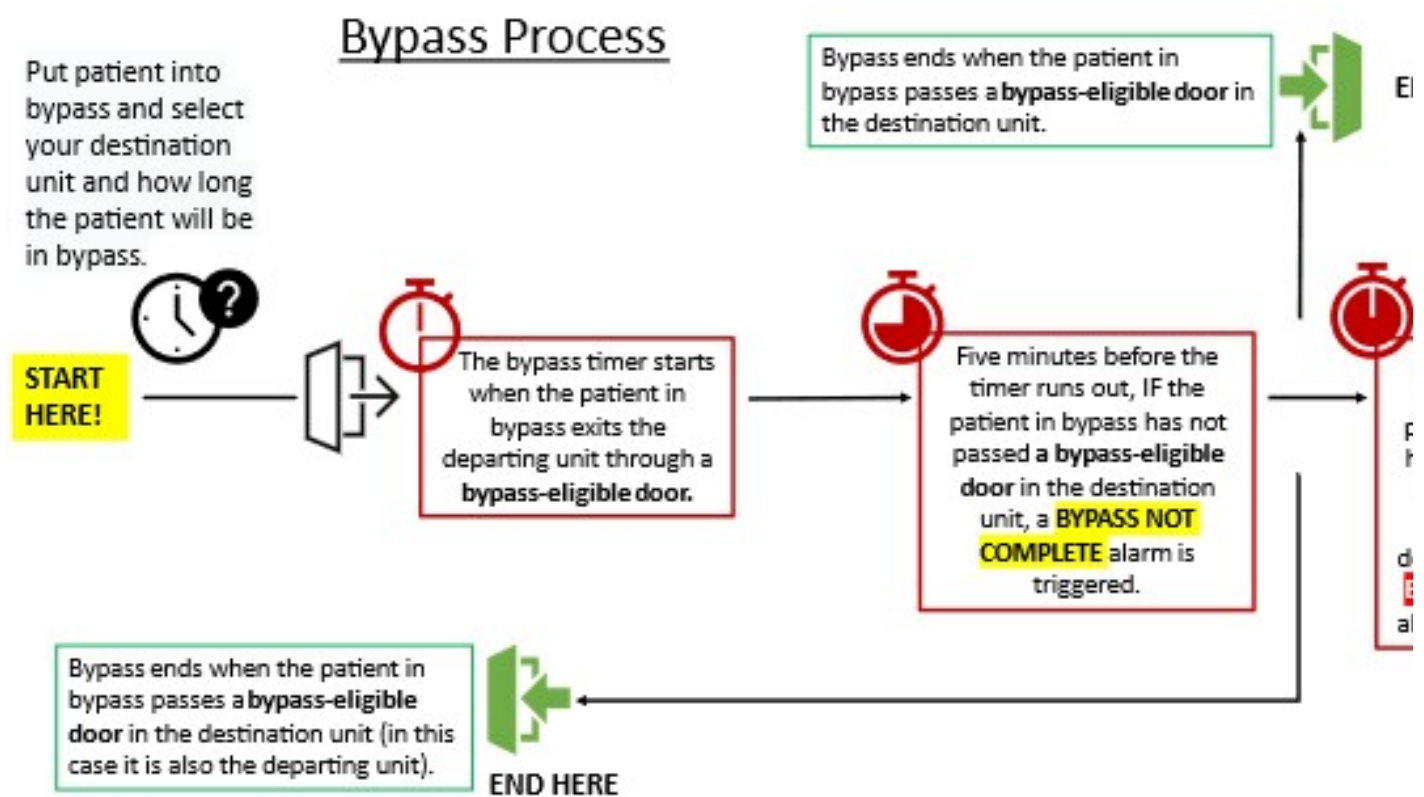 Bypass Process
Put patient into
bypass and select
your destination
unit and how long
the patient will be
in bypass.
?
START
HERE!
The bypass timer starts
when the patient in
bypass exits the
departing unit through a
bypass-eligible door.
Five minutes before the
timer runs out, IF the
patient in bypass has not
passed a bypass-eligible
door in the destination
unit, a BYPASS NOT
COMPLETE alarm is
triggered.
Bypass ends when the patient in
bypass passes a bypass-eligible door in
the destination unit.
Bypass ends when the patient in
bypass passes a bypass-eligible
door in the destination unit (in this
case it is also the departing unit).
END HERE